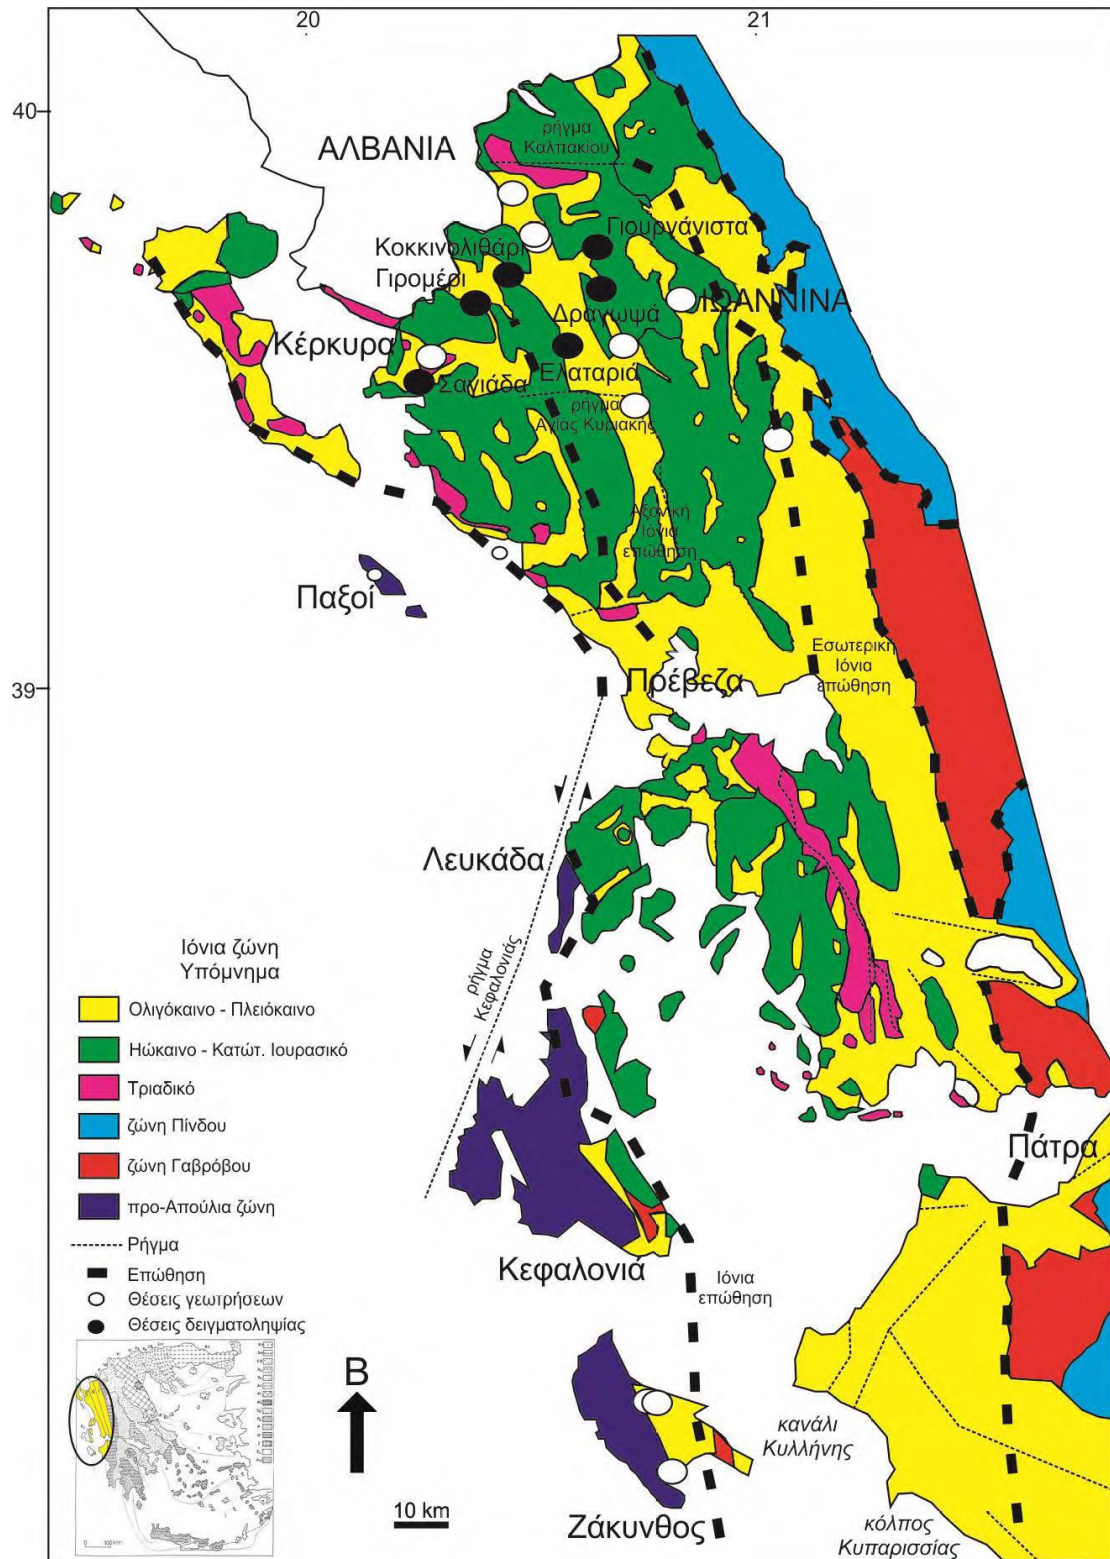 20
21
40
ΑΛΒΑΝΙΑ
ρήγμα
Καλπακίου
Γιουργάνιστα
Κοκκινολιθάρι
Γιρομέρι
ΙΩΑΝΝΙΝΑ
Δραγωψά
Κέρκυρα
Ελαταριά
Σαγιάδα
ρήγμα
Αγίας Κυριακής
Αξονική
Ιόνια
επώθηση
Παξοί
Εσωτερική
Ιόνια
επώθηση
39
Πρέβεζα
Λευκάδα
ρήγμα
Κεφαλονιάς
Ιόνια ζώνη
Υπόμνημα
Ολιγόκαινο - Πλειόκαινο
Ηώκαινο - Κατώτ. Ιουρασικό
Τριαδικό
ζώνη Πίνδου
ζώνη Γαβρόβου
προ-Απούλια ζώνη
Ρήγμα
Επώθηση
Θέσεις γεωτρήσεων
Θέσεις δειγματοληψίας
Πάτρα
Κεφαλονιά
Ιόνια
επώθηση
Β
10 km
κανάλι
Κυλλήνης
Ζάκυνθος
κόλπος
Κυπαρισσίας